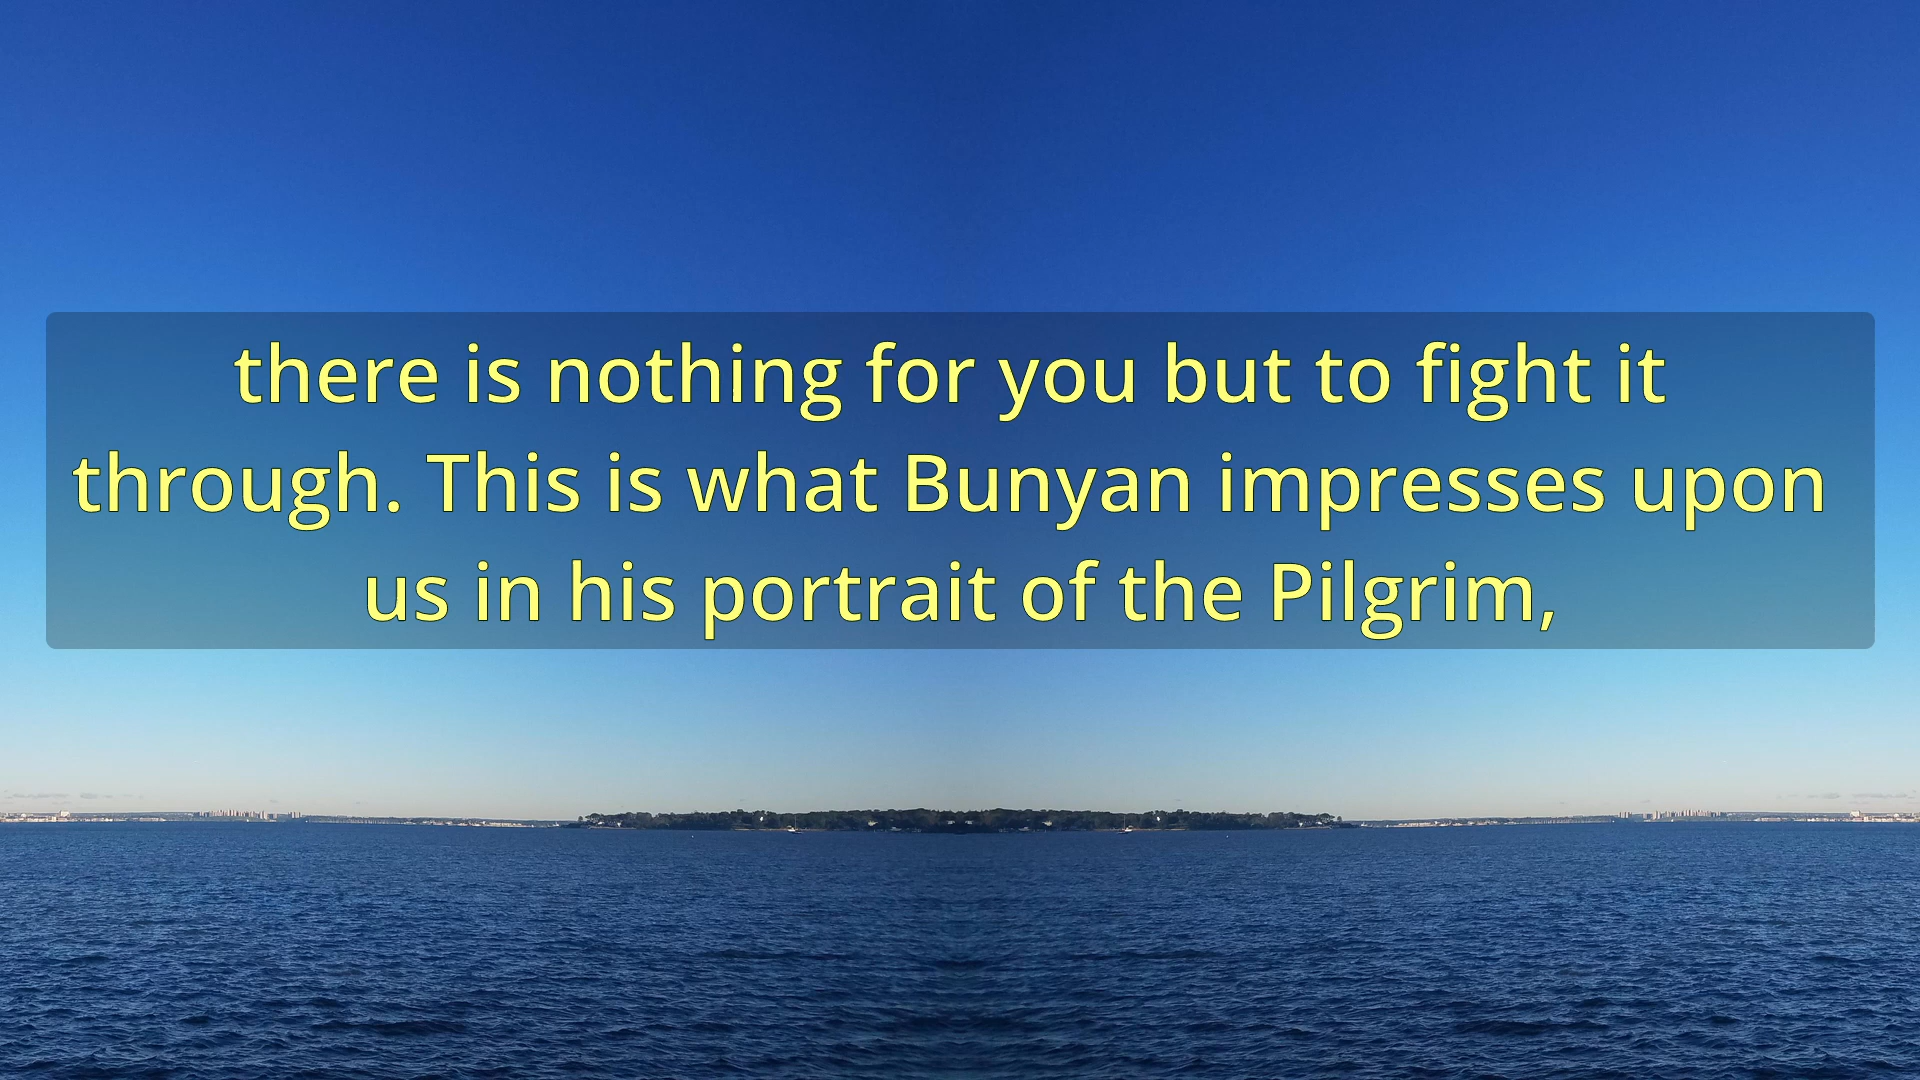 there is nothing for you but to fight it
through. This is what Bunyan impresses upon
us in his portrait of the Pilgrim,